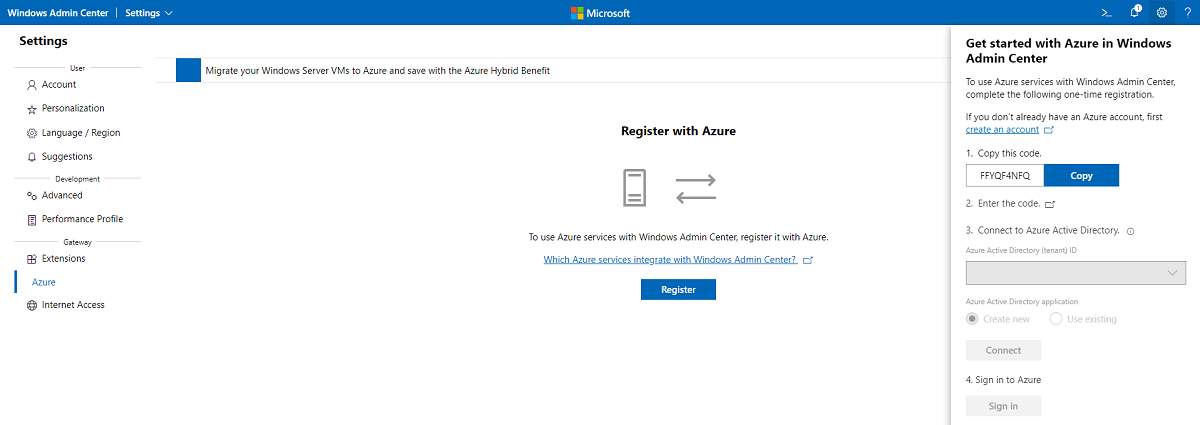 Windows Admin Center | Settings
Microsoft
1
Settings
User
Account
Personalization
Language / Region
Suggestions
Development
Advanced
Performance Profile
Gateway
Extensions
Azure
Internet Access
Migrate your Windows Server VMs to Azure and save with the Azure Hybrid Benefit
Register with Azure
To use Azure services with Windows Admin Center, register it with Azure.
Which Azure services integrate with Windows Admin Center?
Register
Get started with Azure in Windows
Admin Center
To use Azure services with Windows Admin Center,
complete the following one-time registration.
If you don't already have an Azure account, first
create an account
1. Copy this code.
FFYQF4NFQ
Copy
2. Enter the code.
3. Connect to Azure Active Directory.
Azure Active Directory (tenant) ID
Azure Active Directory application
Create new
Use existing
Connect
4. Sign in to Azure
Sign in